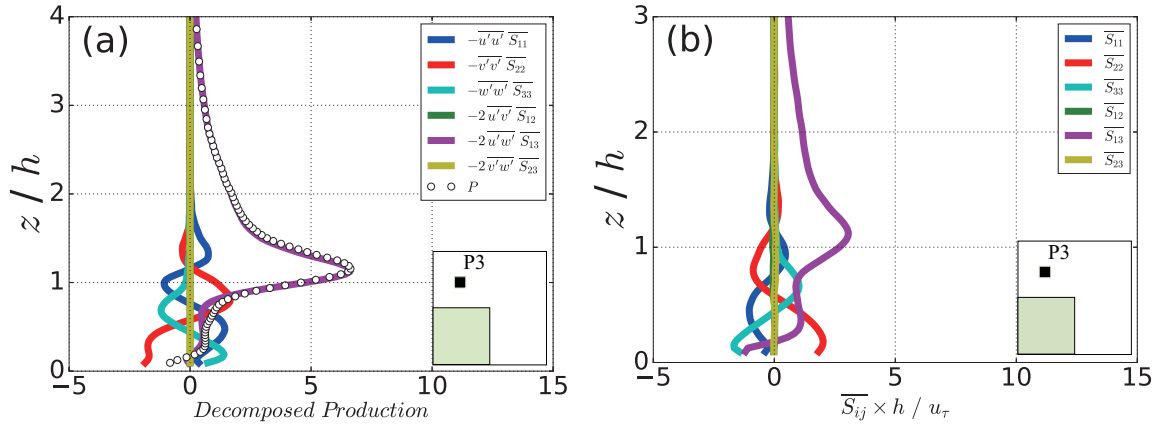 (a)
4
3
2
1
0
z / h
−5
0
5
10
15
Decomposed Production
−u′u′ S₁₁
−v′v′ S₂₂
−w′w′ S₃₃
−2 u′v′ S₁₂
−2 u′w′ S₁₃
−2 v′w′ S₂₃
P
P3
(b)
3
2
1
0
z / h
−5
0
5
10
15
S_ij × h / u_τ
S₁₁
S₂₂
S₃₃
S₁₂
S₁₃
S₂₃
P3